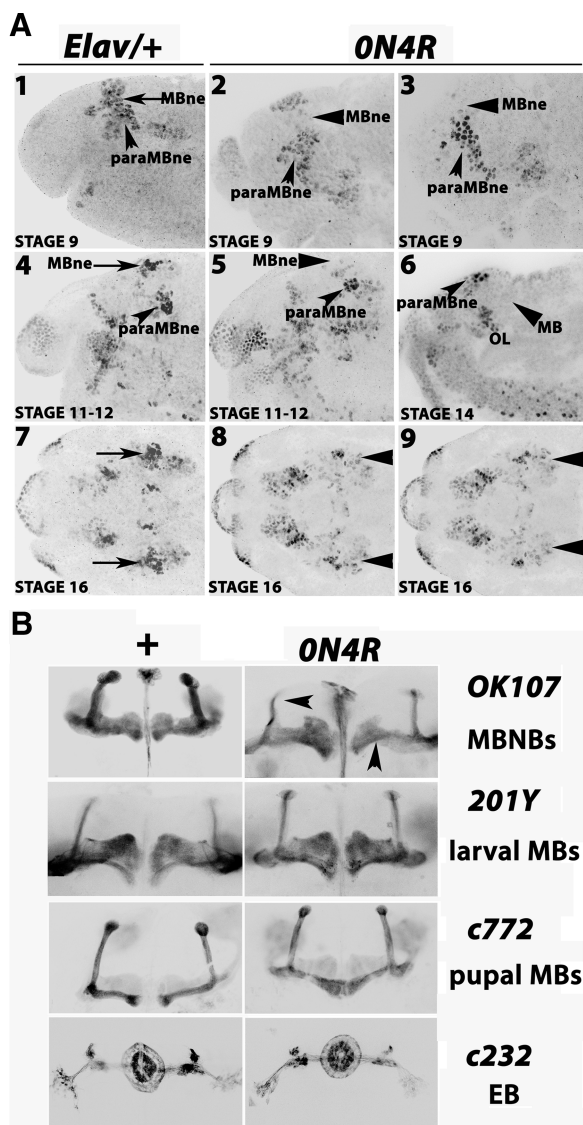 A
Elav/+
0N4R
1
MBne
paraMBne
STAGE 9
2
MBne
paraMBne
STAGE 9
3
MBne
paraMBne
STAGE 9
4
MBne
paraMBne
STAGE 11-12
5
MBne
paraMBne
STAGE 11-12
6
paraMBne
MB
OL
STAGE 14
7
STAGE 16
8
STAGE 16
9
STAGE 16
B
+
0N4R
OK107
MBNBs
201Y
larval MBs
c772
pupal MBs
c232
EB